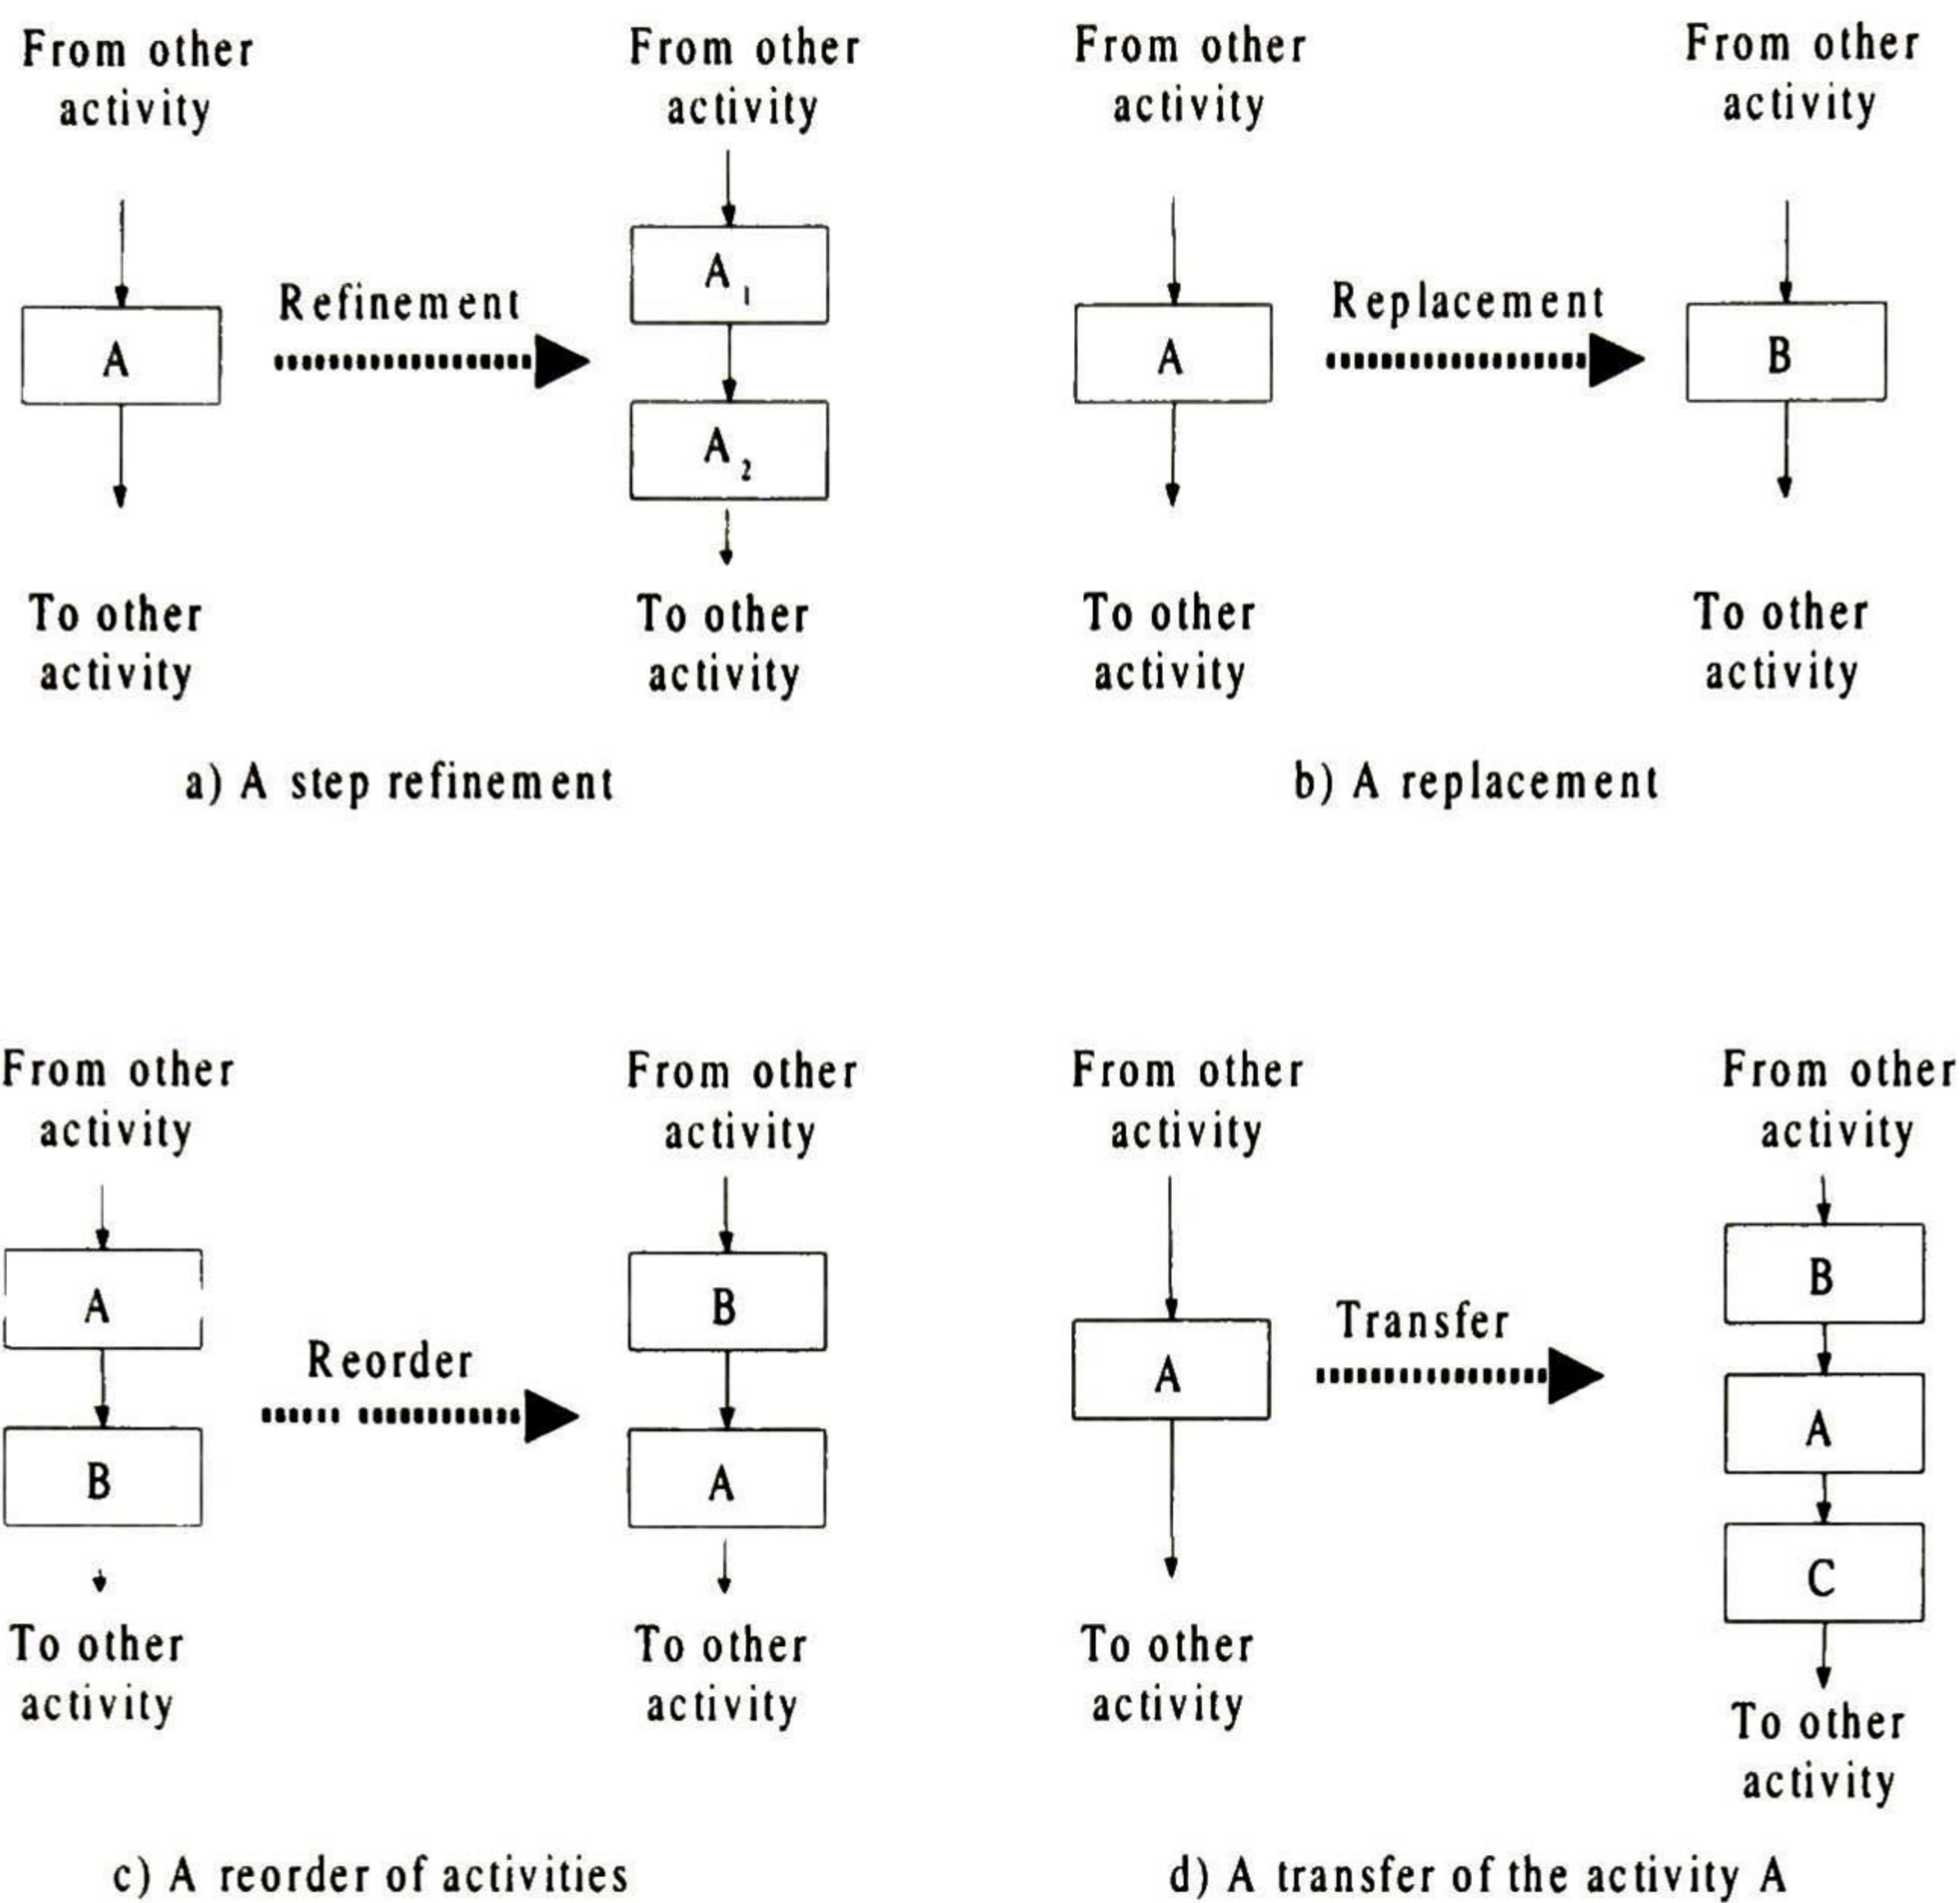 From other
activity
A
To other
activity
Refinement
From other
activity
A 1
A 2
To other
activity
a) A step refinement
From other
activity
A
To other
activity
Replacement
From other
activity
B
To other
activity
b) A replacement
From other
activity
A
B
To other
activity
Reorder
From other
activity
B
A
To other
activity
c) A reorder of activities
From other
activity
A
To other
activity
Transfer
From other
activity
B
A
C
To other
activity
d) A transfer of the activity A